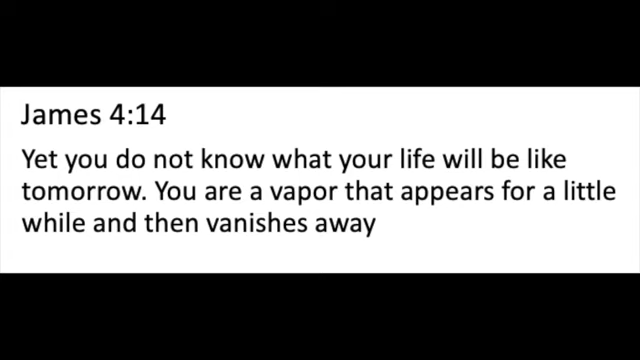 James 4:14
Yet you do not know what your life will be like
tomorrow. You are a vapor that appears for a little
while and then vanishes away